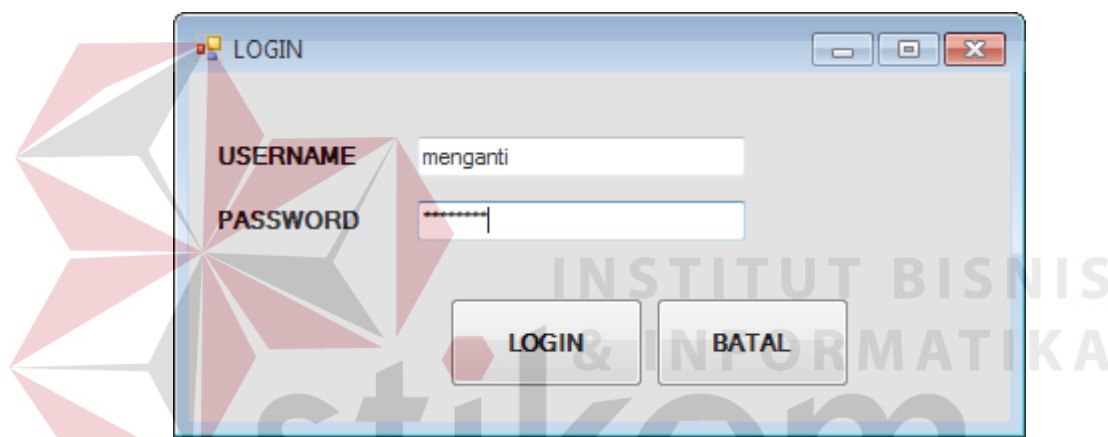 LOGIN
USERNAME menganti
PASSWORD ********
INSTITUT BISNIS
& INFORMATIKA
LOGIN BATAL
stikom